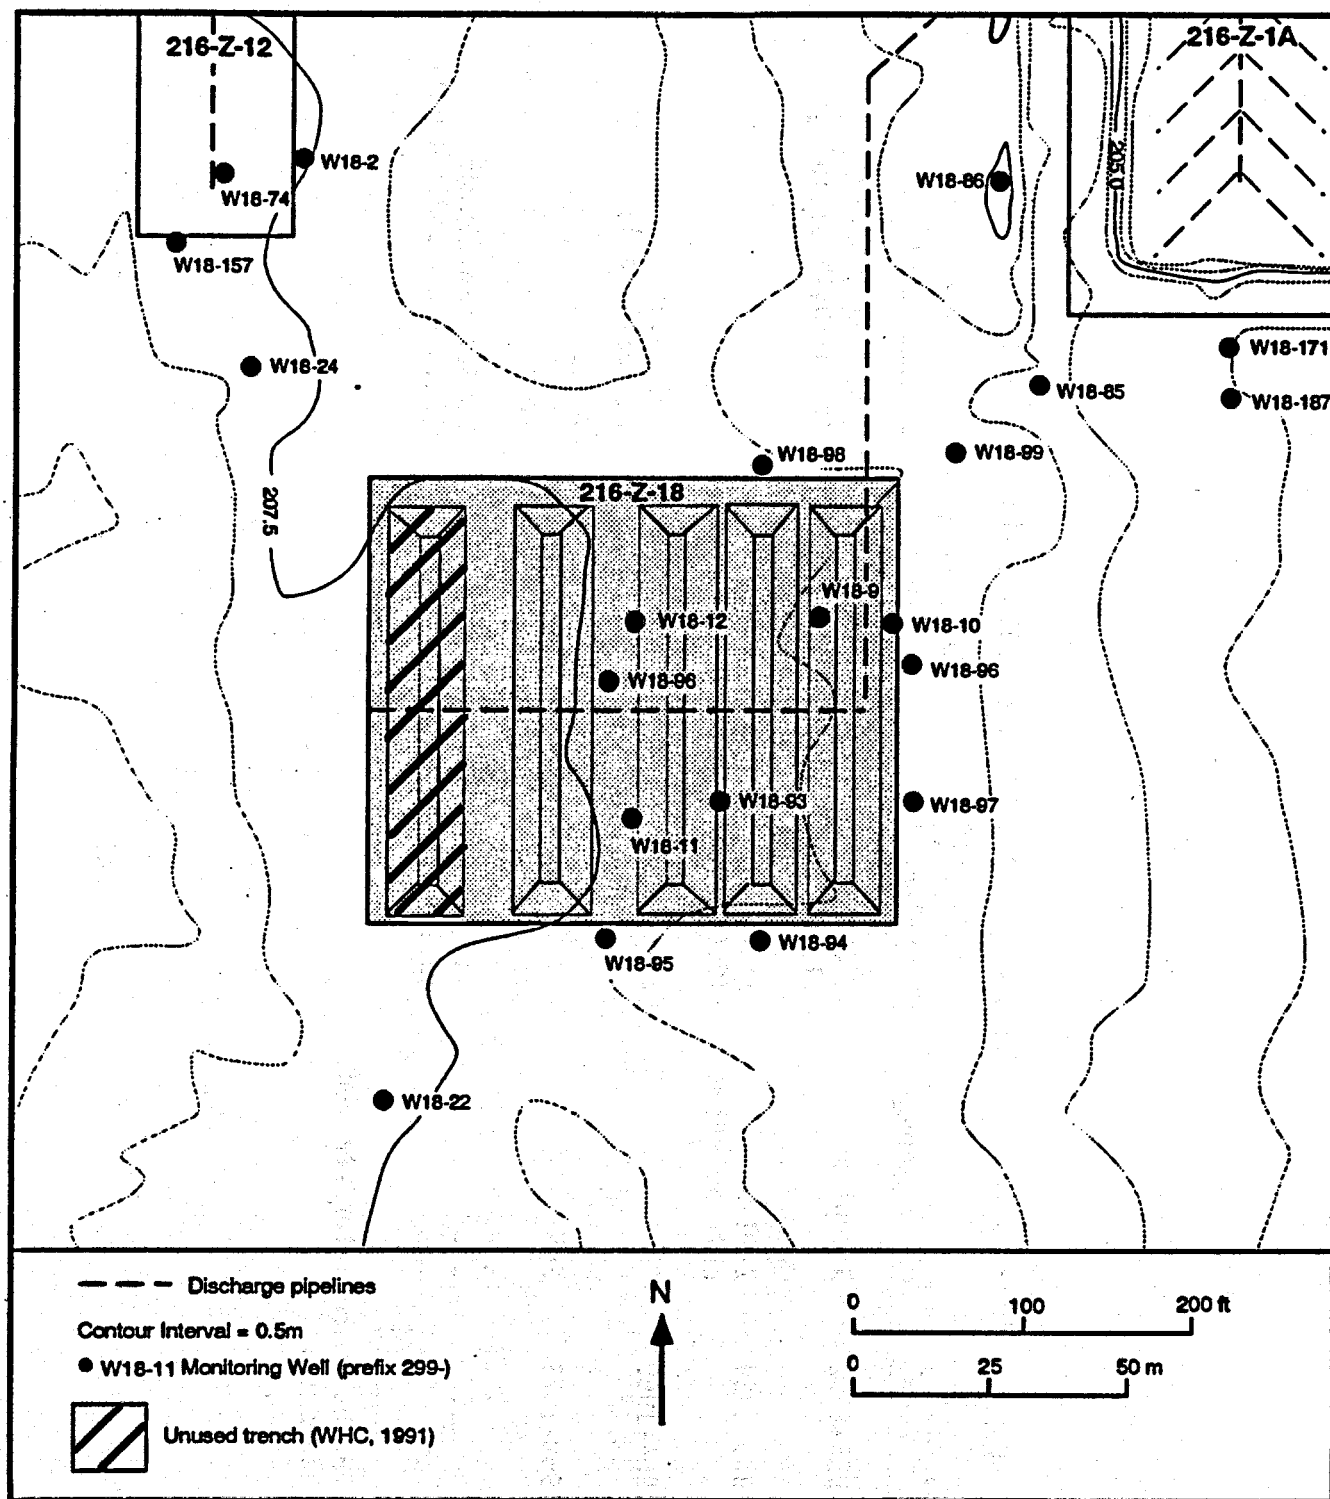 216-Z-12
216-Z-1A
W18-2
W18-74
W18-86
205.0
W18-157
W18-24
W18-171
W18-85
W18-187
W18-98
W18-99
207.5
216-Z-18
W18-9
W18-12
W18-10
W18-96
W18-96
W18-93
W18-97
W18-11
W18-94
W18-95
W18-22
Discharge pipelines
Contour Interval = 0.5m
W18-11 Monitoring Well (prefix 299-)
Unused trench (WHC, 1991)
N
0 100 200 ft
0 25 50 m